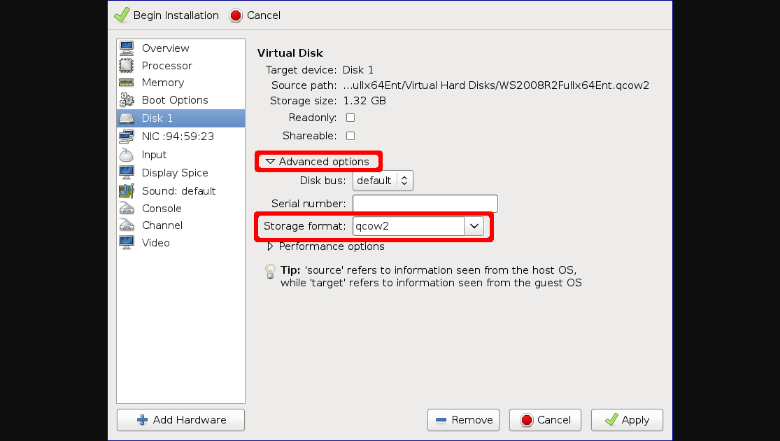 Begin Installation
Cancel
Overview
Processor
Memory
Boot Options
Disk 1
NIC :94:59:23
Input
Display Spice
Sound: default
Console
Channel
Video
Virtual Disk
Target device: Disk 1
Source path: ...ullx64Ent/Virtual Hard Disks/WS2008R2Fullx64Ent.qcow2
Storage size: 1.32 GB
Readonly:
Shareable:
Advanced options
Disk bus: default
Serial number:
Storage format: qcow2
Performance options
Tip: 'source' refers to information seen from the host OS,
while 'target' refers to information seen from the guest OS
Add Hardware
Remove
Cancel
Apply